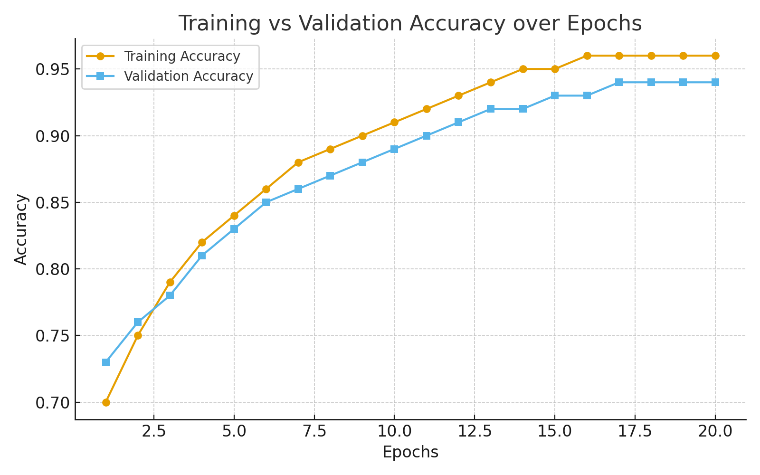 Training vs Validation Accuracy over Epochs
Training Accuracy
Validation Accuracy
0.95
0.90
0.85
0.80
0.75
0.70
Accuracy
2.5 5.0 7.5 10.0 12.5 15.0 17.5 20.0
Epochs